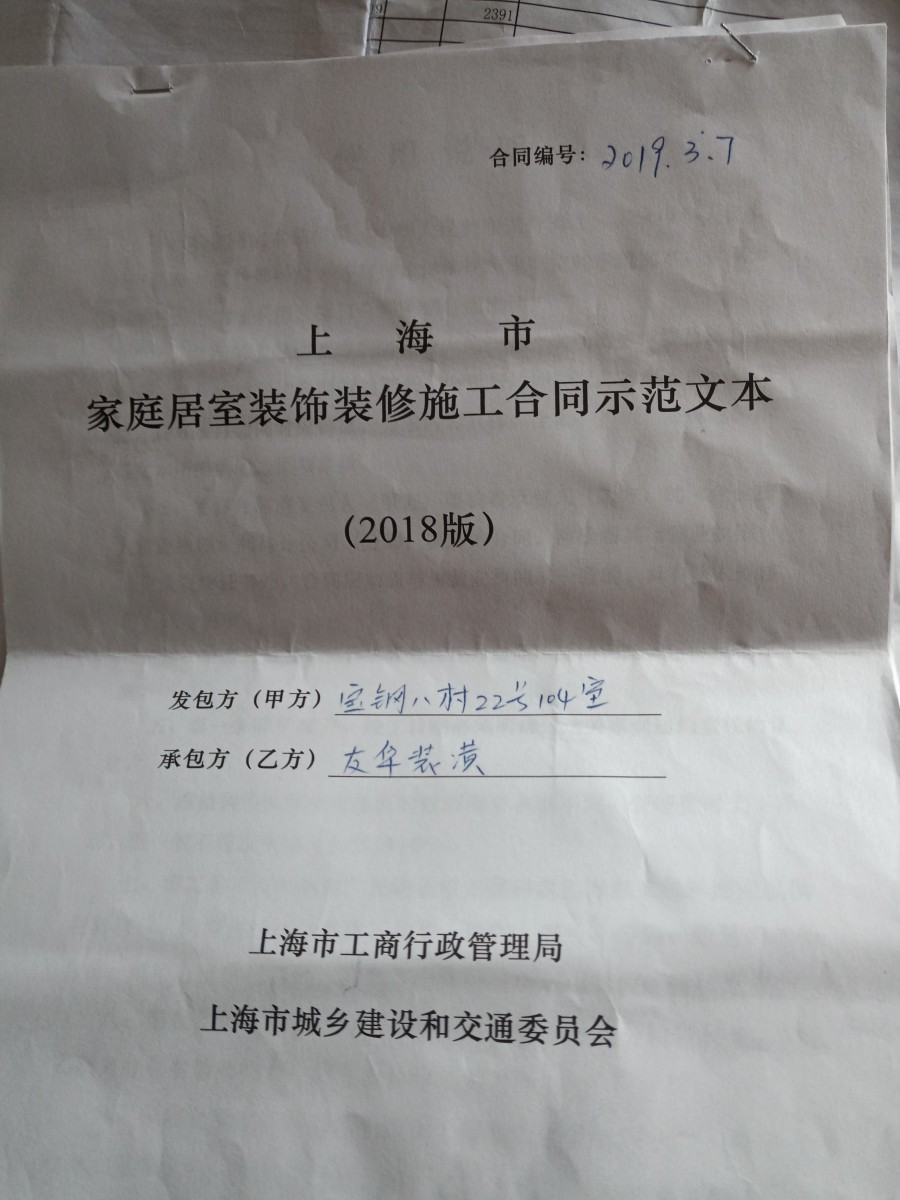 2391
合同编号：2019.3.7
上海市
家庭居室装饰装修施工合同示范文本
（2018版）
发包方（甲方）宝钢八村22号104室
承包方（乙方）友华装潢
上海市工商行政管理局
上海市城乡建设和交通委员会